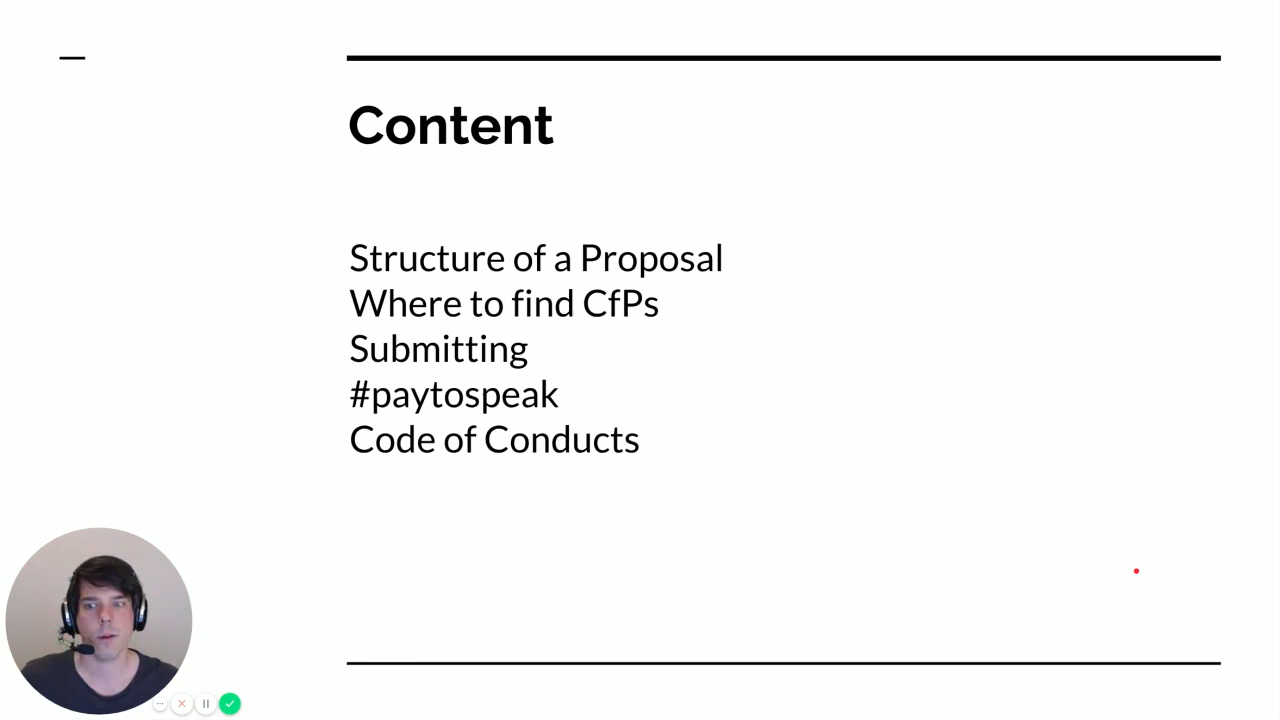 Content
Structure of a Proposal
Where to find CfPs
Submitting
#paytospeak
Code of Conducts